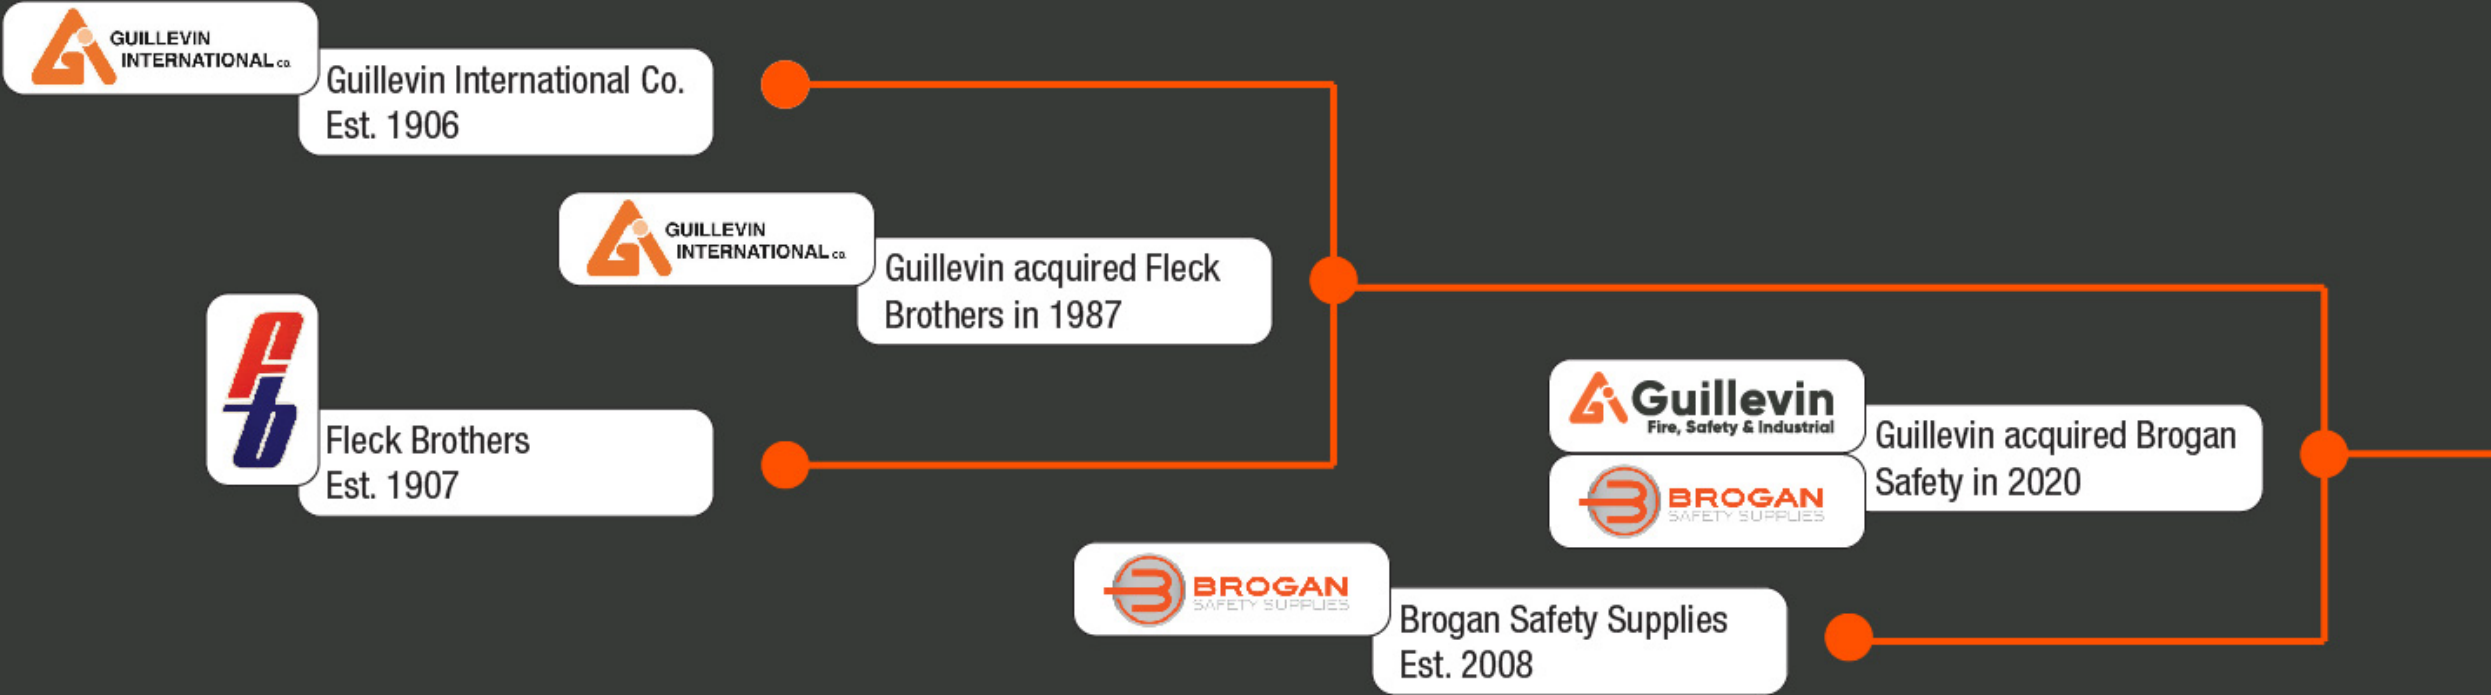 GUILLEVIN
INTERNATIONAL CO.
Guillevin International Co.
Est. 1906
GUILLEVIN
INTERNATIONAL CO.
Guillevin acquired Fleck
Brothers in 1987
fb
Fleck Brothers
Est. 1907
Guillevin
Fire, Safety & Industrial
BROGAN
SAFETY SUPPLIES
Guillevin acquired Brogan
Safety in 2020
BROGAN
SAFETY SUPPLIES
Brogan Safety Supplies
Est. 2008